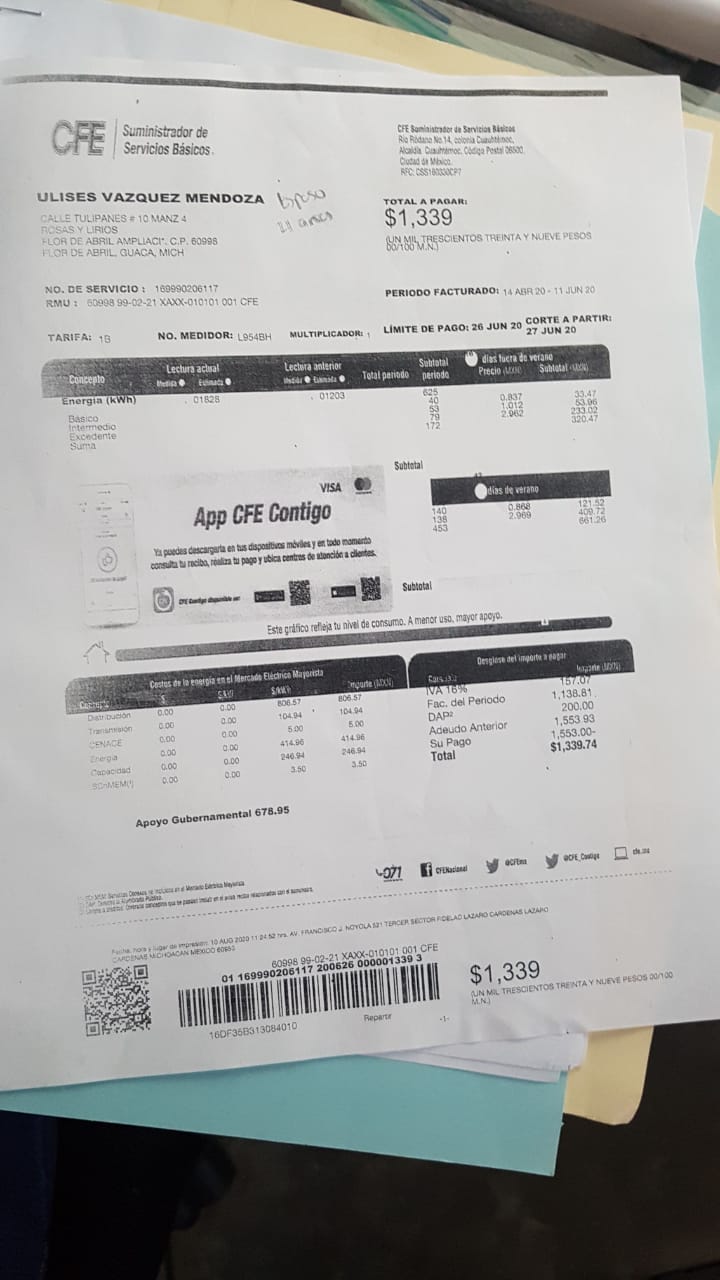 CFE
Suministrador de
Servicios Básicos.
CFE Suministrador de Servicios Básicos
Río Ródano No.14, colonia Cuauhtémoc,
Alcaldía Cuauhtémoc, Código Postal 06500,
Ciudad de México.
RFC: CSS160330CP7
ULISES VAZQUEZ MENDOZA
Esposo
CALLE TULIPANES # 10 MANZ 4
ROSAS Y LIRIOS
FLOR DE ABRIL AMPLIACI*. C.P. 60998
FLOR DE ABRIL, GUACA, MICH
TOTAL A PAGAR:
$1,339
(UN MIL TRESCIENTOS TREINTA Y NUEVE PESOS
00/100 M.N.)
NO. DE SERVICIO : 169990206117
RMU : 60998 99-02-21 XAXX-010101 001 CFE
PERIODO FACTURADO: 14 ABR 20 - 11 JUN 20
TARIFA: 1B NO. MEDIDOR: L954BH MULTIPLICADOR: 1
LÍMITE DE PAGO: 26 JUN 20 CORTE A PARTIR:
27 JUN 20
Concepto Lectura actual Lectura anterior Total periodo Subtotal periodo días fuera de verano
Medida Estimada Medida Estimada Precio (MXN) Subtotal (MXN)
Energía (kWh) 01828 01203 625
Básico 40 0.837 33.47
Intermedio 53 1.012 53.96
Excedente 79 2.962 233.02
Suma 172 320.47
Subtotal
días de verano
140 0.868 121.52
138 2.969 409.72
453 661.26
Subtotal
VISA
App CFE Contigo
Ya puedes descargarla en tus dispositivos móviles y en todo momento
consulta tu recibo, realiza tu pago y ubica centros de atención a clientes.
CFE Contigo disponible en:
Este gráfico refleja tu nivel de consumo. A menor uso, mayor apoyo.
Costos de la energía en el Mercado Eléctrico Mayorista
Concepto $ $/kW $/kWh Importe (MXN)
Distribución 0.00 0.00 806.57 806.57
Transmisión 0.00 0.00 104.94 104.94
CENACE 0.00 0.00 5.00 5.00
Energía 0.00 0.00 414.96 414.96
Capacidad 0.00 0.00 246.94 246.94
SCnMEM(¹) 0.00 0.00 3.50 3.50
Desglose del importe a pagar
Importe (MXN)
IVA 16% 157.07
Fac. del Periodo 1,138.81
DAP² 200.00
Adeudo Anterior 1,553.93
Su Pago 1,553.00-
Total $1,339.74
Apoyo Gubernamental 678.95
071 CFENacional @CFEmx @CFE_Contigo cfe.mx
Fecha, hora y lugar de impresión: 10 AUG 2020 11 24 52 hrs. AV. FRANCISCO J. NOYOLA 521 TERCER SECTOR FIDELAC LAZARO CARDENAS LAZARO
CARDENAS MICHOACAN MEXICO 60953
60998 99-02-21 XAXX-010101 001 CFE
01 169990206117 200626 000001339 3
16DF35B313084010
Repartir
-1-
$1,339
(UN MIL TRESCIENTOS TREINTA Y NUEVE PESOS 00/100
M.N.)